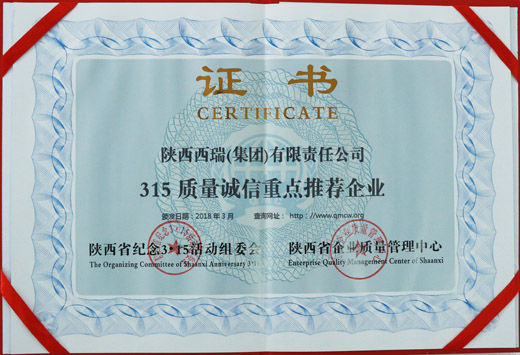 证书
CERTIFICATE
陕西西瑞(集团)有限责任公司
315 质量诚信重点推荐企业
颁发日期：2018 年 3 月 查询网址：http://www.qmcw.org
陕西省纪念3·15活动组委会 陕西省企业质量管理中心
The Organizing Committee of Shaanxi Anniversary 3·15 Enterprise Quality Management Center of Shaanxi